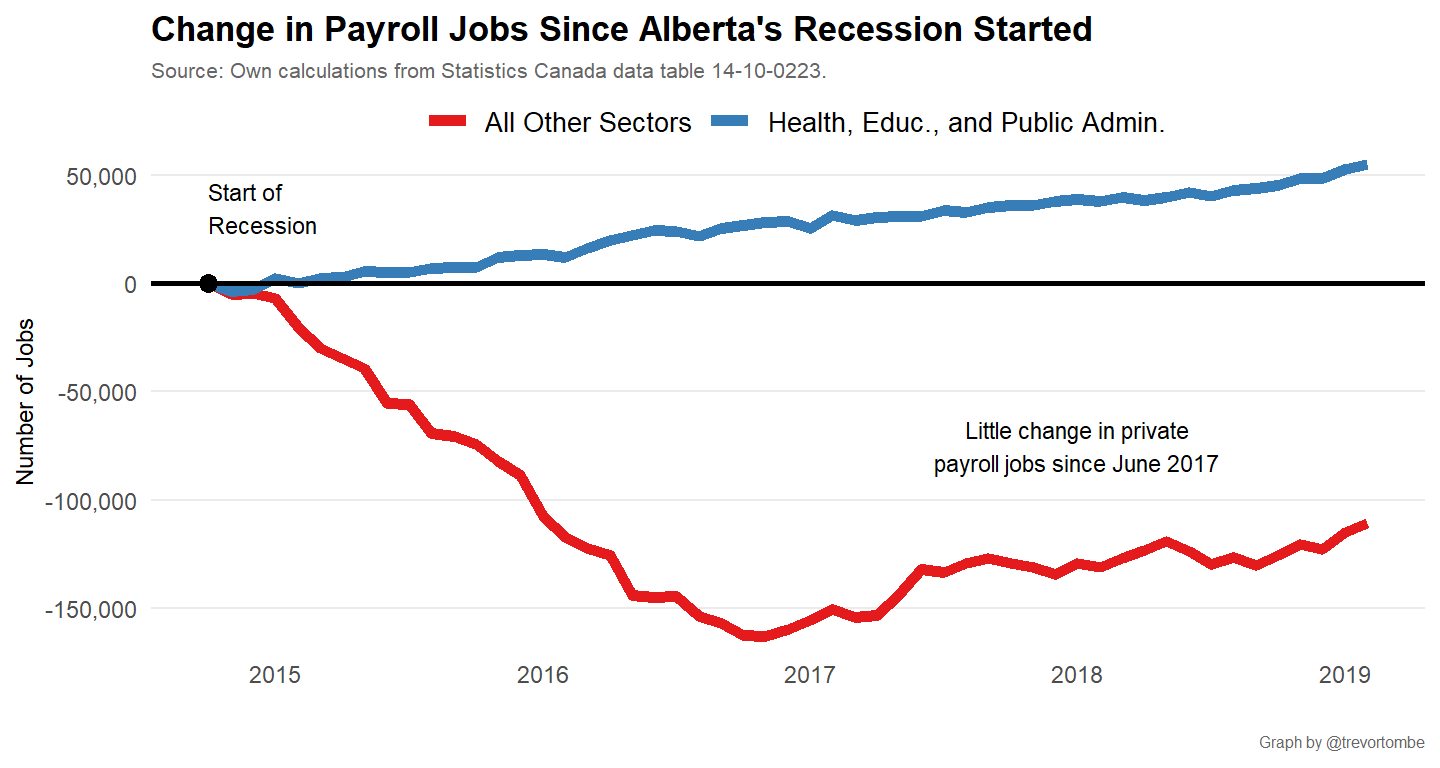 Change in Payroll Jobs Since Alberta's Recession Started
Source: Own calculations from Statistics Canada data table 14-10-0223.
All Other Sectors
Health, Educ., and Public Admin.
50,000
0
-50,000
-100,000
-150,000
Number of Jobs
Start of
Recession
Little change in private
payroll jobs since June 2017
2015
2016
2017
2018
2019
Graph by @trevortombe